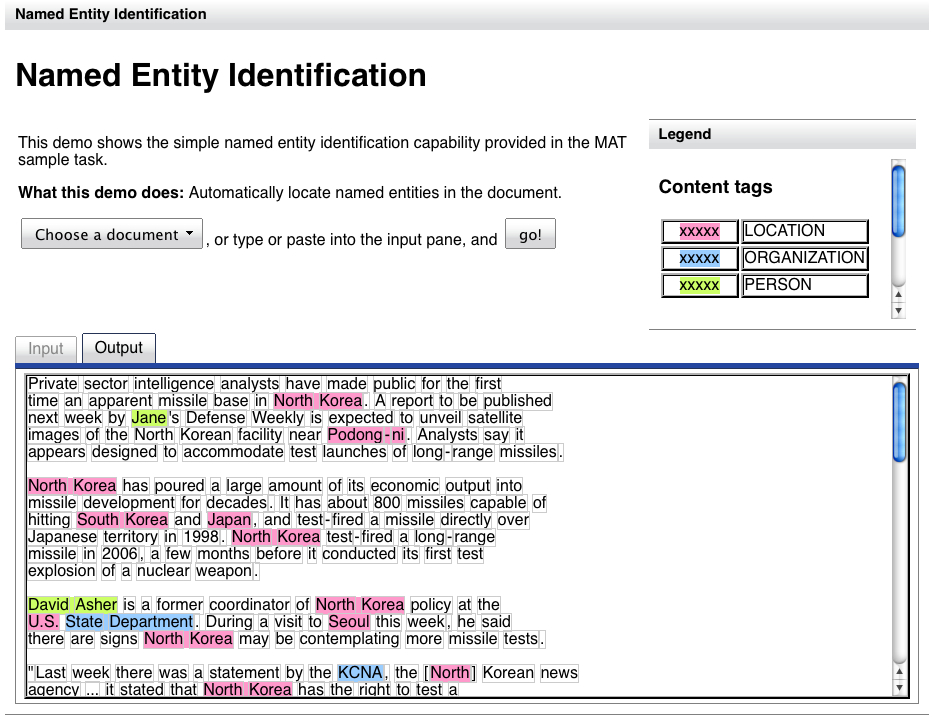 Named Entity Identification
Named Entity Identification
This demo shows the simple named entity identification capability provided in the MAT
sample task.
What this demo does: Automatically locate named entities in the document.
Choose a document , or type or paste into the input pane, and go!
Legend
Content tags
xxxxx LOCATION
xxxxx ORGANIZATION
xxxxx PERSON
Input Output
Private sector intelligence analysts have made public for the first
time an apparent missile base in North Korea. A report to be published
next week by Jane's Defense Weekly is expected to unveil satellite
images of the North Korean facility near Podong-ni. Analysts say it
appears designed to accommodate test launches of long-range missiles.
North Korea has poured a large amount of its economic output into
missile development for decades. It has about 800 missiles capable of
hitting South Korea and Japan, and test-fired a missile directly over
Japanese territory in 1998. North Korea test-fired a long-range
missile in 2006, a few months before it conducted its first test
explosion of a nuclear weapon.
David Asher is a former coordinator of North Korea policy at the
U.S. State Department. During a visit to Seoul this week, he said
there are signs North Korea may be contemplating more missile tests.
"Last week there was a statement by the KCNA, the [North] Korean news
agency ... it stated that North Korea has the right to test a